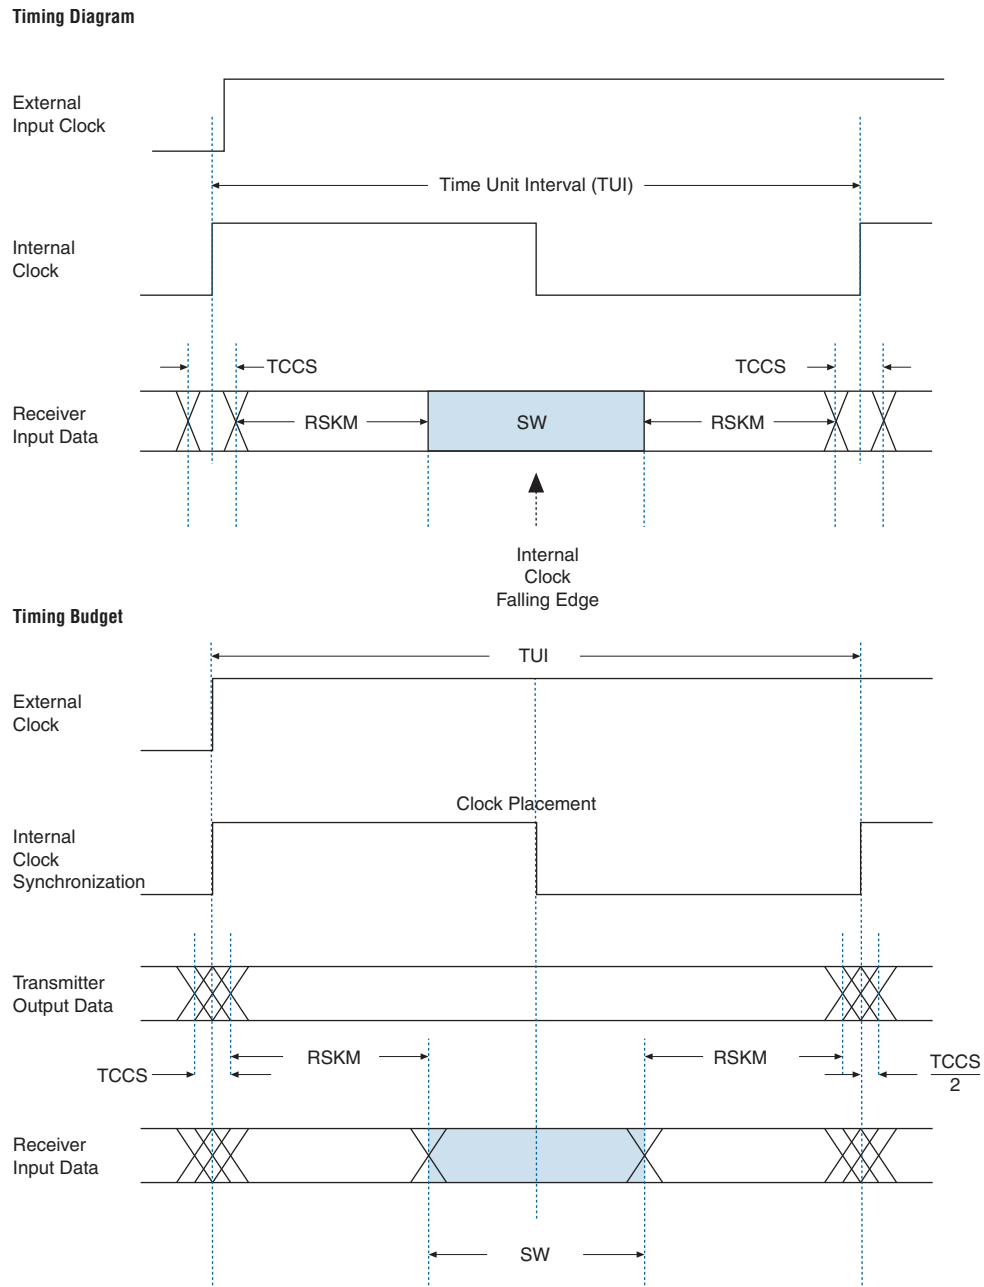 Timing Diagram
External
Input Clock
Time Unit Interval (TUI)
Internal
Clock
TCCS
TCCS
Receiver
Input Data
RSKM
SW
RSKM
Internal
Clock
Falling Edge
Timing Budget
TUI
External
Clock
Clock Placement
Internal
Clock
Synchronization
Transmitter
Output Data
RSKM
RSKM
TCCS
TCCS
2
Receiver
Input Data
SW